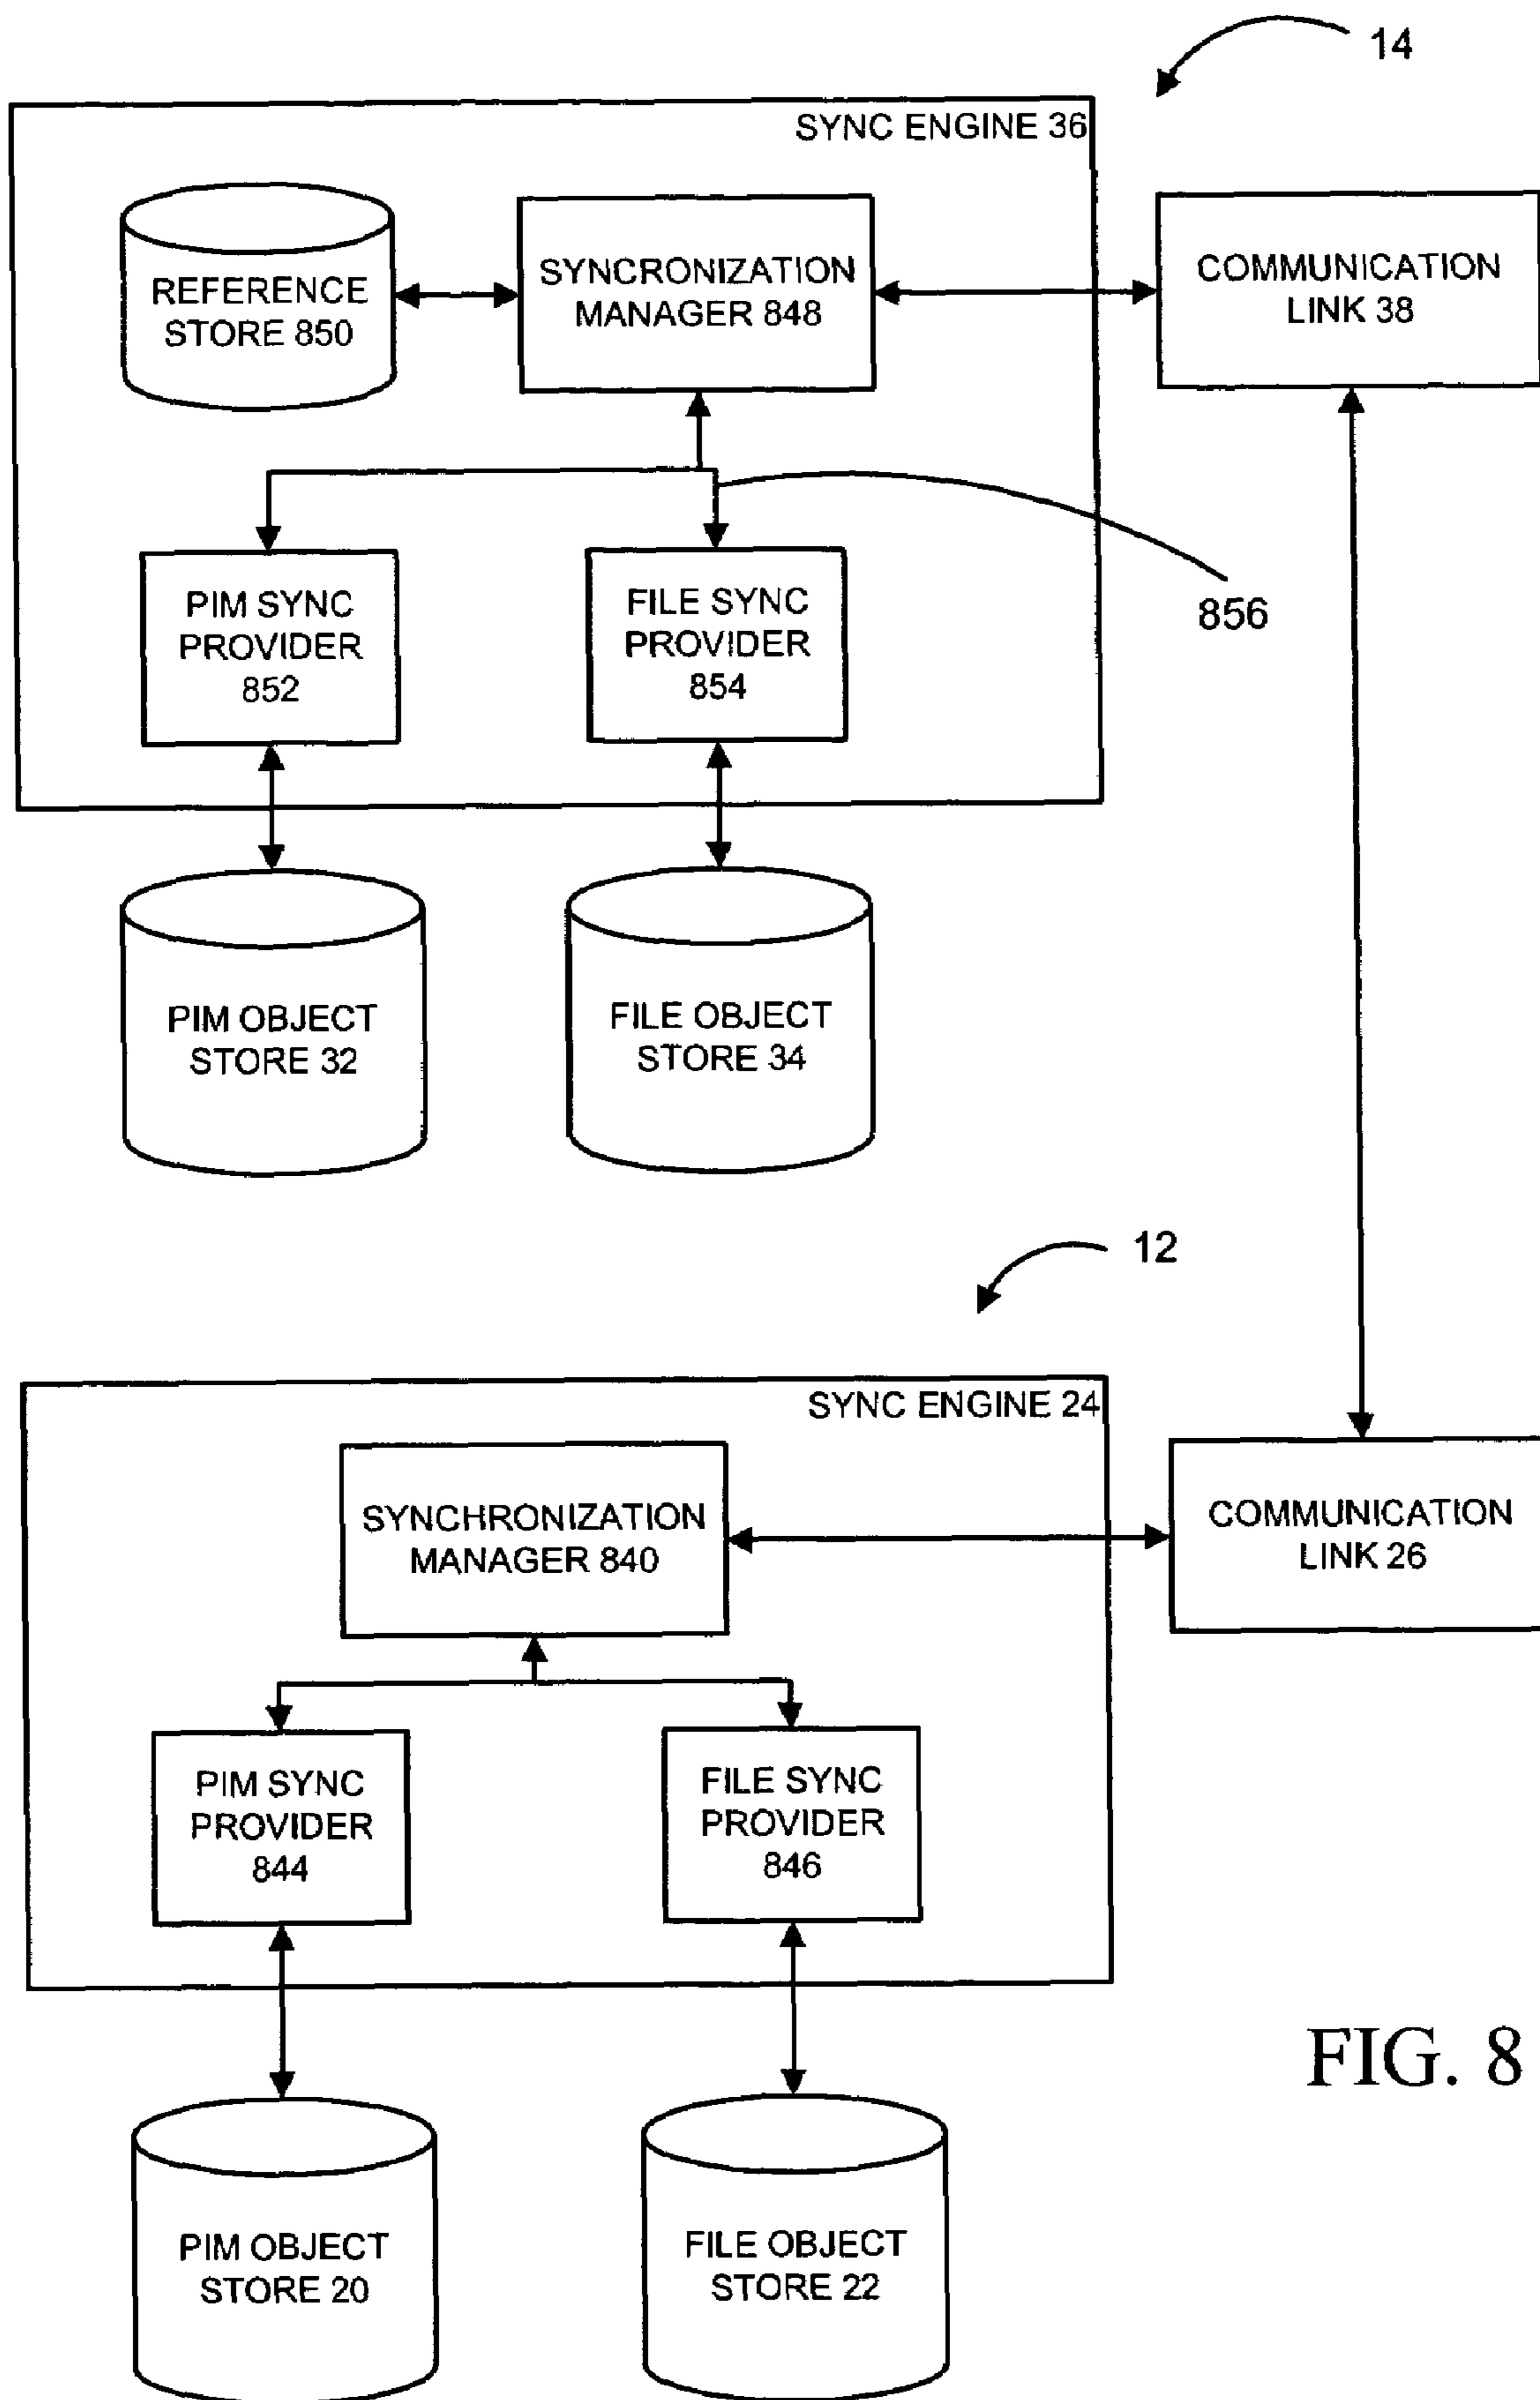 14
SYNC ENGINE 36
REFERENCE
STORE 850
SYNCRONIZATION
MANAGER 848
COMMUNICATION
LINK 38
PIM SYNC
PROVIDER
852
FILE SYNC
PROVIDER
854
856
PIM OBJECT
STORE 32
FILE OBJECT
STORE 34
12
SYNC ENGINE 24
SYNCHRONIZATION
MANAGER 840
COMMUNICATION
LINK 26
PIM SYNC
PROVIDER
844
FILE SYNC
PROVIDER
846
FIG. 8
PIM OBJECT
STORE 20
FILE OBJECT
STORE 22